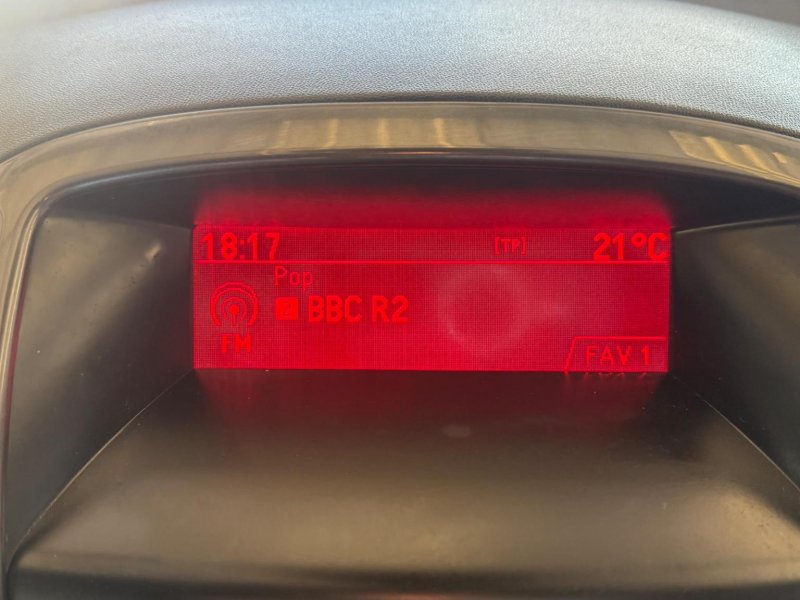 18:17 [TP] 21°C
Pop
BBC R2
FM
FAV 1